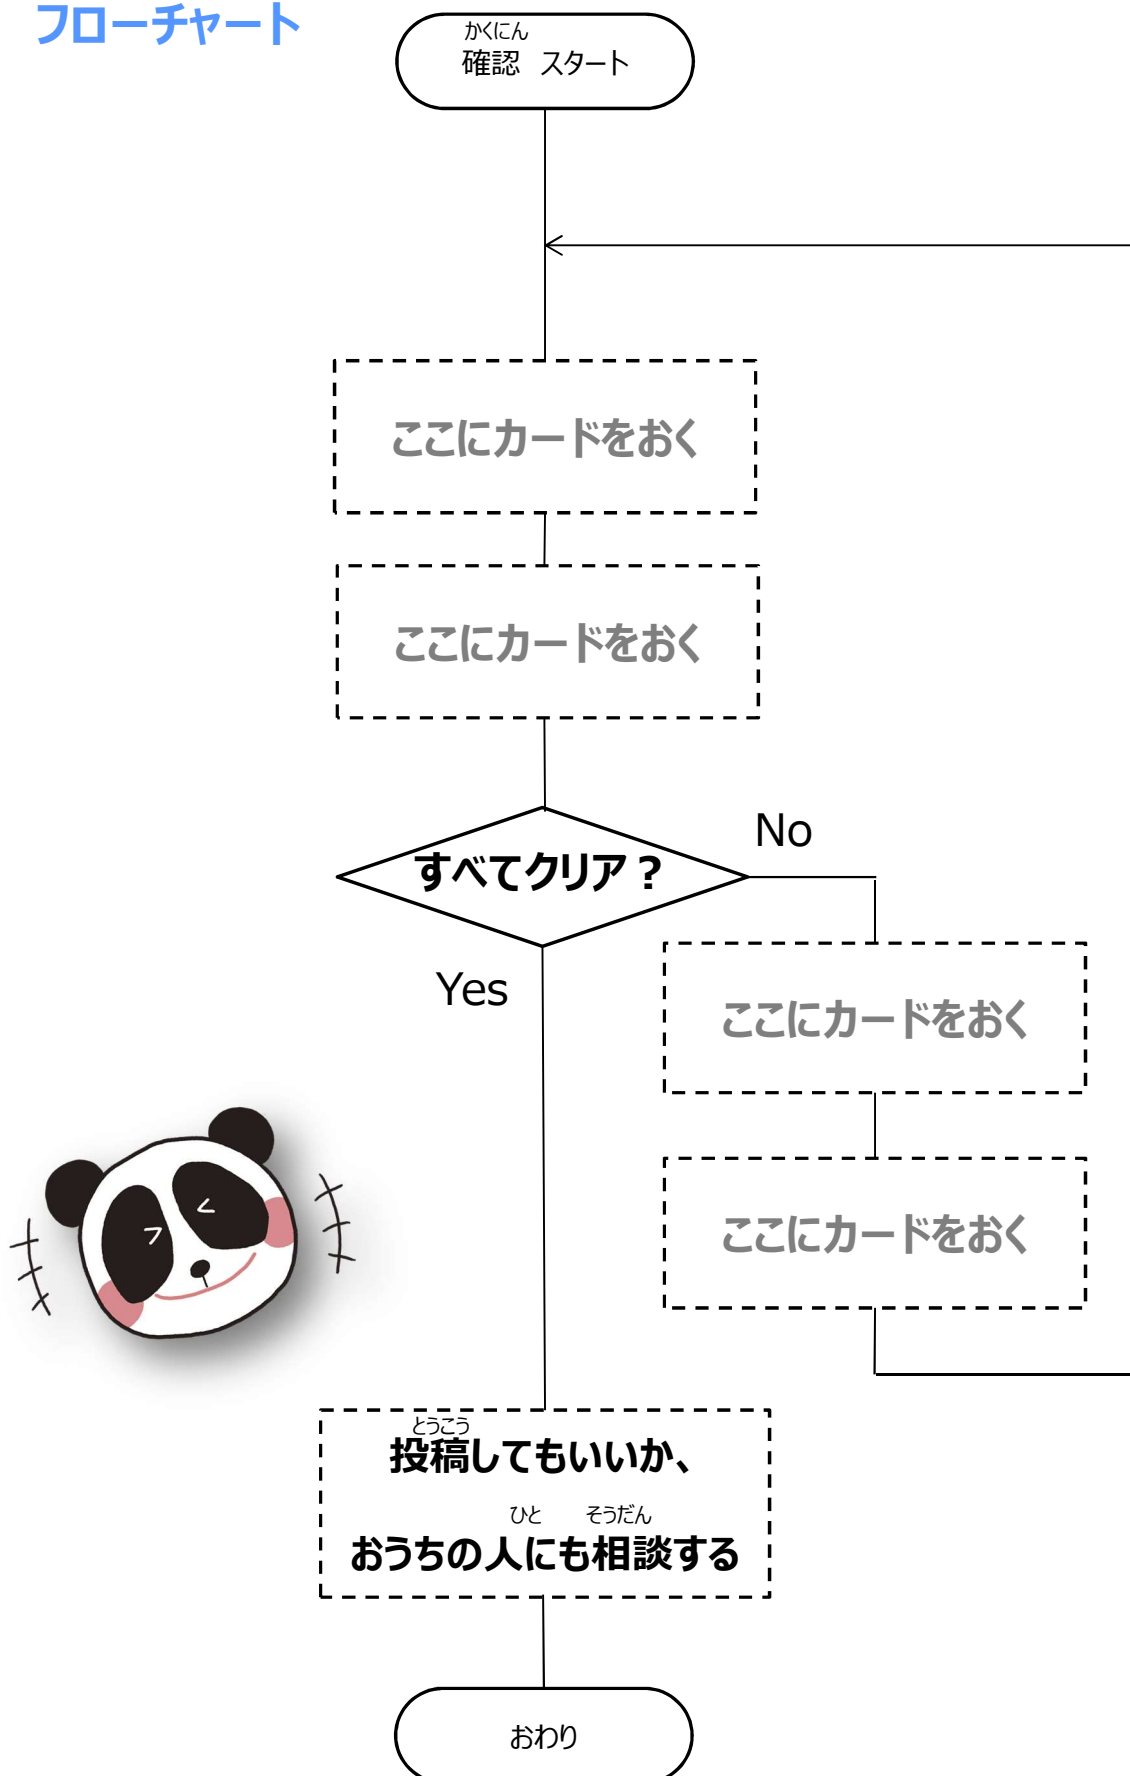 フローチャート
かくにん
確認 スタート
ここにカードをおく
ここにカードをおく
すべてクリア？
No
Yes
ここにカードをおく
ここにカードをおく
とうこう
投稿してもいいか、
ひと そうだん
おうちの人にも相談する
おわり